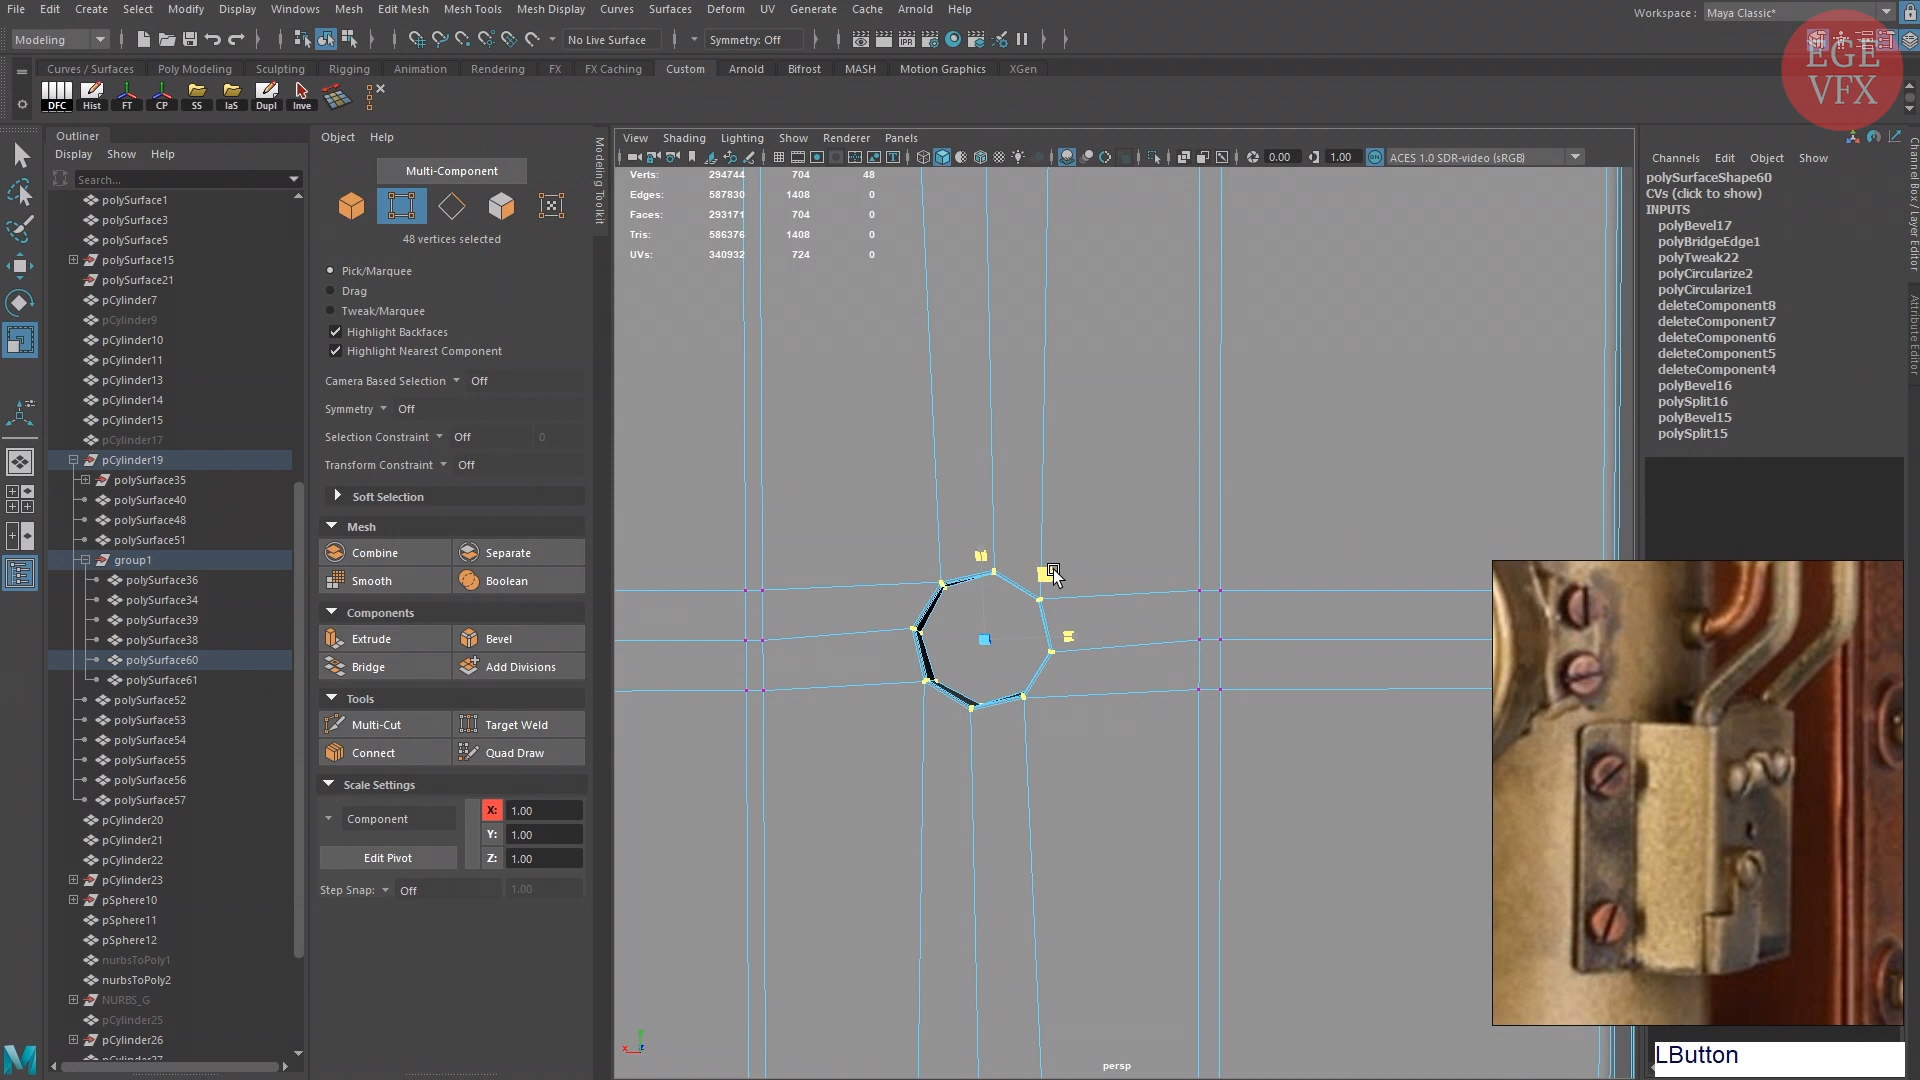 File Edit Create Select Modify Display Windows Mesh Edit Mesh Mesh Tools Mesh Display Curves Surfaces Deform UV Generate Cache Arnold Help
Workspace : Maya Classic*
Modeling
No Live Surface
Symmetry: Off
EGE
VFX
Curves / Surfaces Poly Modeling Sculpting Rigging Animation Rendering FX FX Caching Custom Arnold Bifrost MASH Motion Graphics XGen
DFC Hist FT CP SS IaS Dupl Inve
Outliner
Display Show Help
Search...
polySurface1
polySurface3
polySurface5
polySurface15
polySurface21
pCylinder7
pCylinder9
pCylinder10
pCylinder11
pCylinder13
pCylinder14
pCylinder15
pCylinder17
pCylinder19
polySurface35
polySurface40
polySurface48
polySurface51
group1
polySurface36
polySurface34
polySurface39
polySurface38
polySurface60
polySurface61
polySurface52
polySurface53
polySurface54
polySurface55
polySurface56
polySurface57
pCylinder20
pCylinder21
pCylinder22
pCylinder23
pSphere10
pSphere11
pSphere12
nurbsToPoly1
nurbsToPoly2
NURBS_G
pCylinder25
pCylinder26
pCylinder27
Object Help
Multi-Component
48 vertices selected
Pick/Marquee
Drag
Tweak/Marquee
Highlight Backfaces
Highlight Nearest Component
Camera Based Selection Off
Symmetry Off
Selection Constraint Off 0
Transform Constraint Off
Soft Selection
Mesh
Combine Separate
Smooth Boolean
Components
Extrude Bevel
Bridge Add Divisions
Tools
Multi-Cut Target Weld
Connect Quad Draw
Scale Settings
Component
X: 1.00
Y: 1.00
Edit Pivot
Z: 1.00
Step Snap: Off 1.00
Modeling Toolkit
View Shading Lighting Show Renderer Panels
0.00 1.00 ON ACES 1.0 SDR-video (sRGB)
Verts: 294744 704 48
Edges: 587830 1408 0
Faces: 293171 704 0
Tris: 586376 1408 0
UVs: 340932 724 0
persp
Channels Edit Object Show
polySurfaceShape60
CVs (click to show)
INPUTS
polyBevel17
polyBridgeEdge1
polyTweak22
polyCircularize2
polyCircularize1
deleteComponent8
deleteComponent7
deleteComponent6
deleteComponent5
deleteComponent4
polyBevel16
polySplit16
polyBevel15
polySplit15
Channel Box / Layer Editor
Attribute Editor
LButton